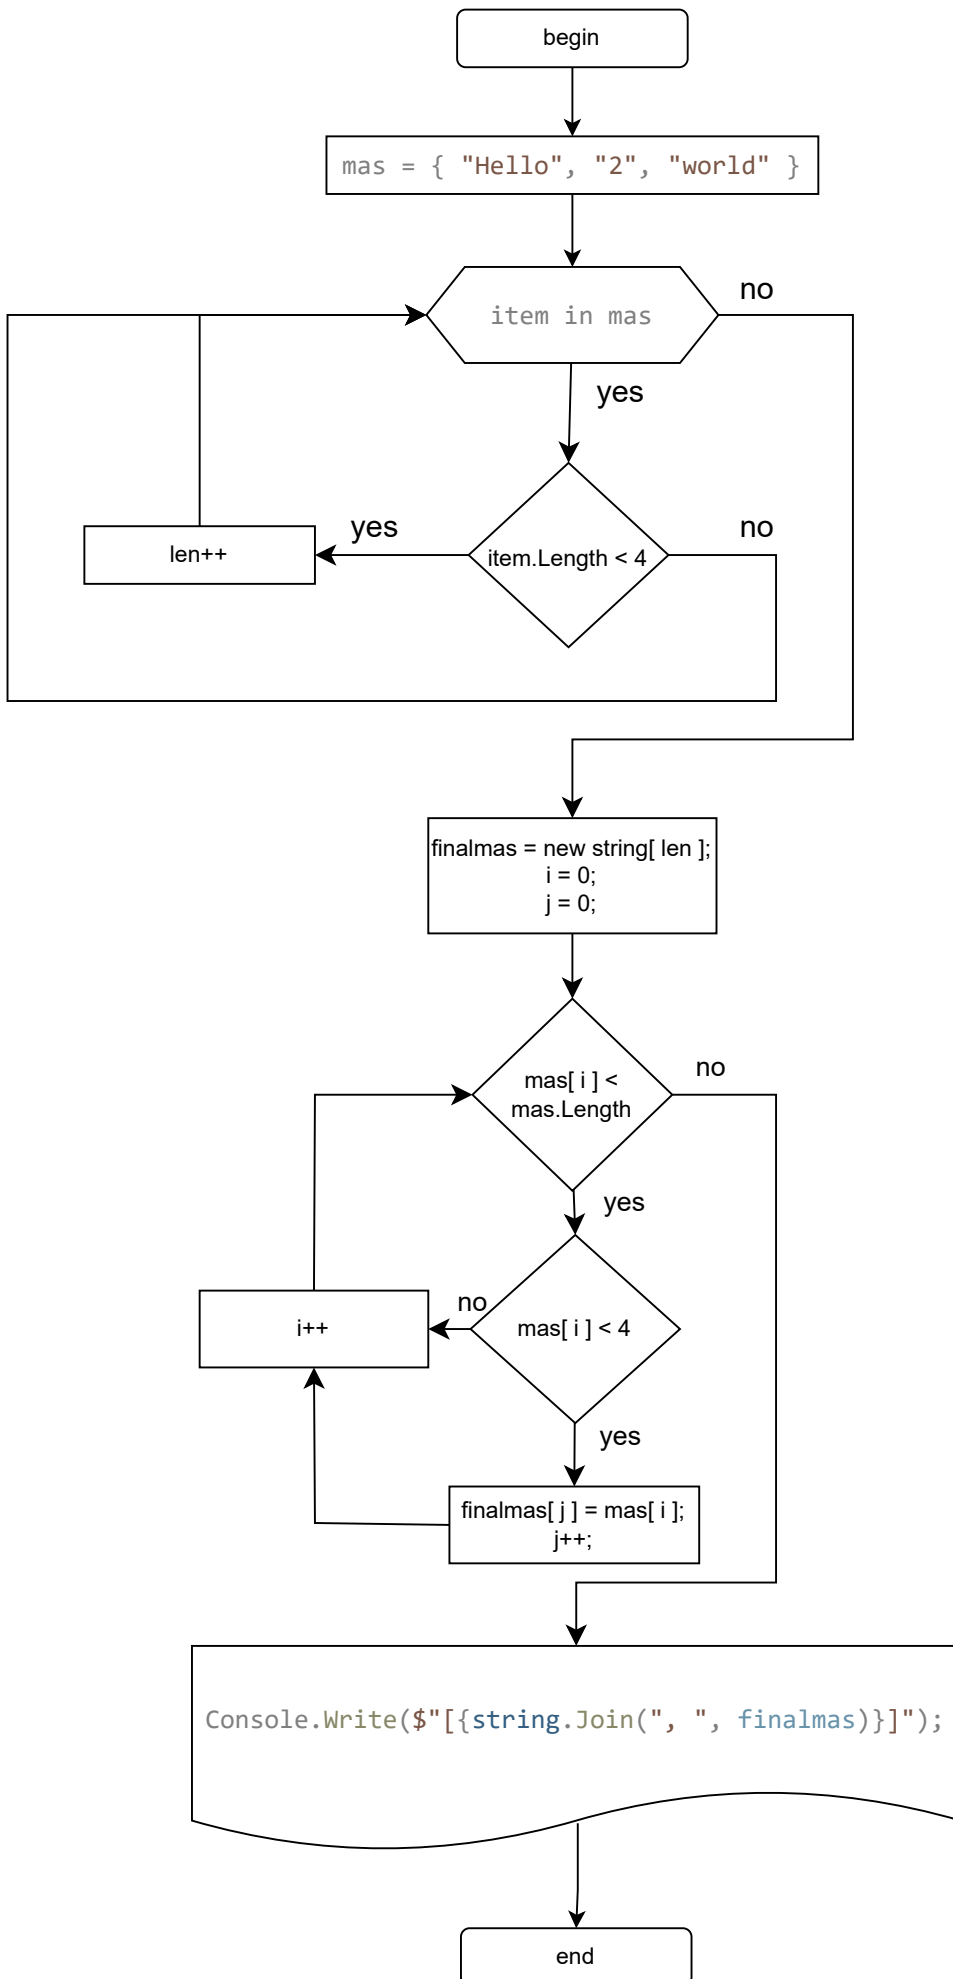 begin
mas = { "Hello", "2", "world" }
item in mas
no
yes
item.Length < 4
yes
no
len++
finalmas = new string[ len ];
i = 0;
j = 0;
mas[ i ] <
mas.Length
no
yes
mas[ i ] < 4
no
i++
yes
finalmas[ j ] = mas[ i ];
j++;
Console.Write($"[{string.Join(", ", finalmas)}]");
end